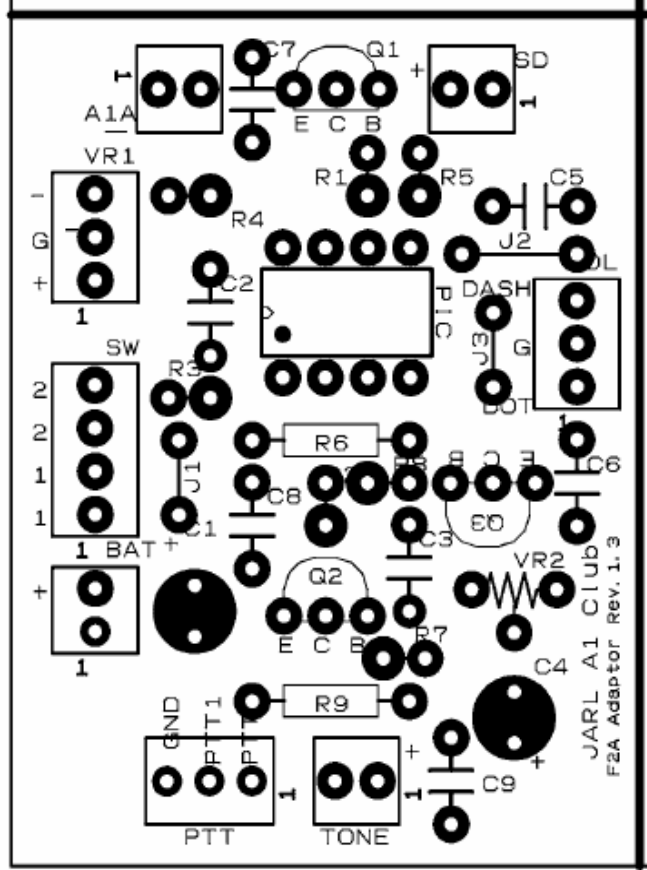 C7
Q1
+
SD
1
1
A1A
E C B
VR1
R1
R5
-
R4
C5
G
J2
+
C2
PIC
DL
DASH
1
J3
G
SW
R3
DOT
2
1
2
R6
J1
B C E
C6
1
C8
Q3
1
C1
C3
1
BAT
+
Q2
VR2
+
E C B
R7
1
C4
GND
PTT1
R9
+
1
+
1
C9
PTT
TONE
JARL A1 Club
F2A Adaptor Rev. 1.3